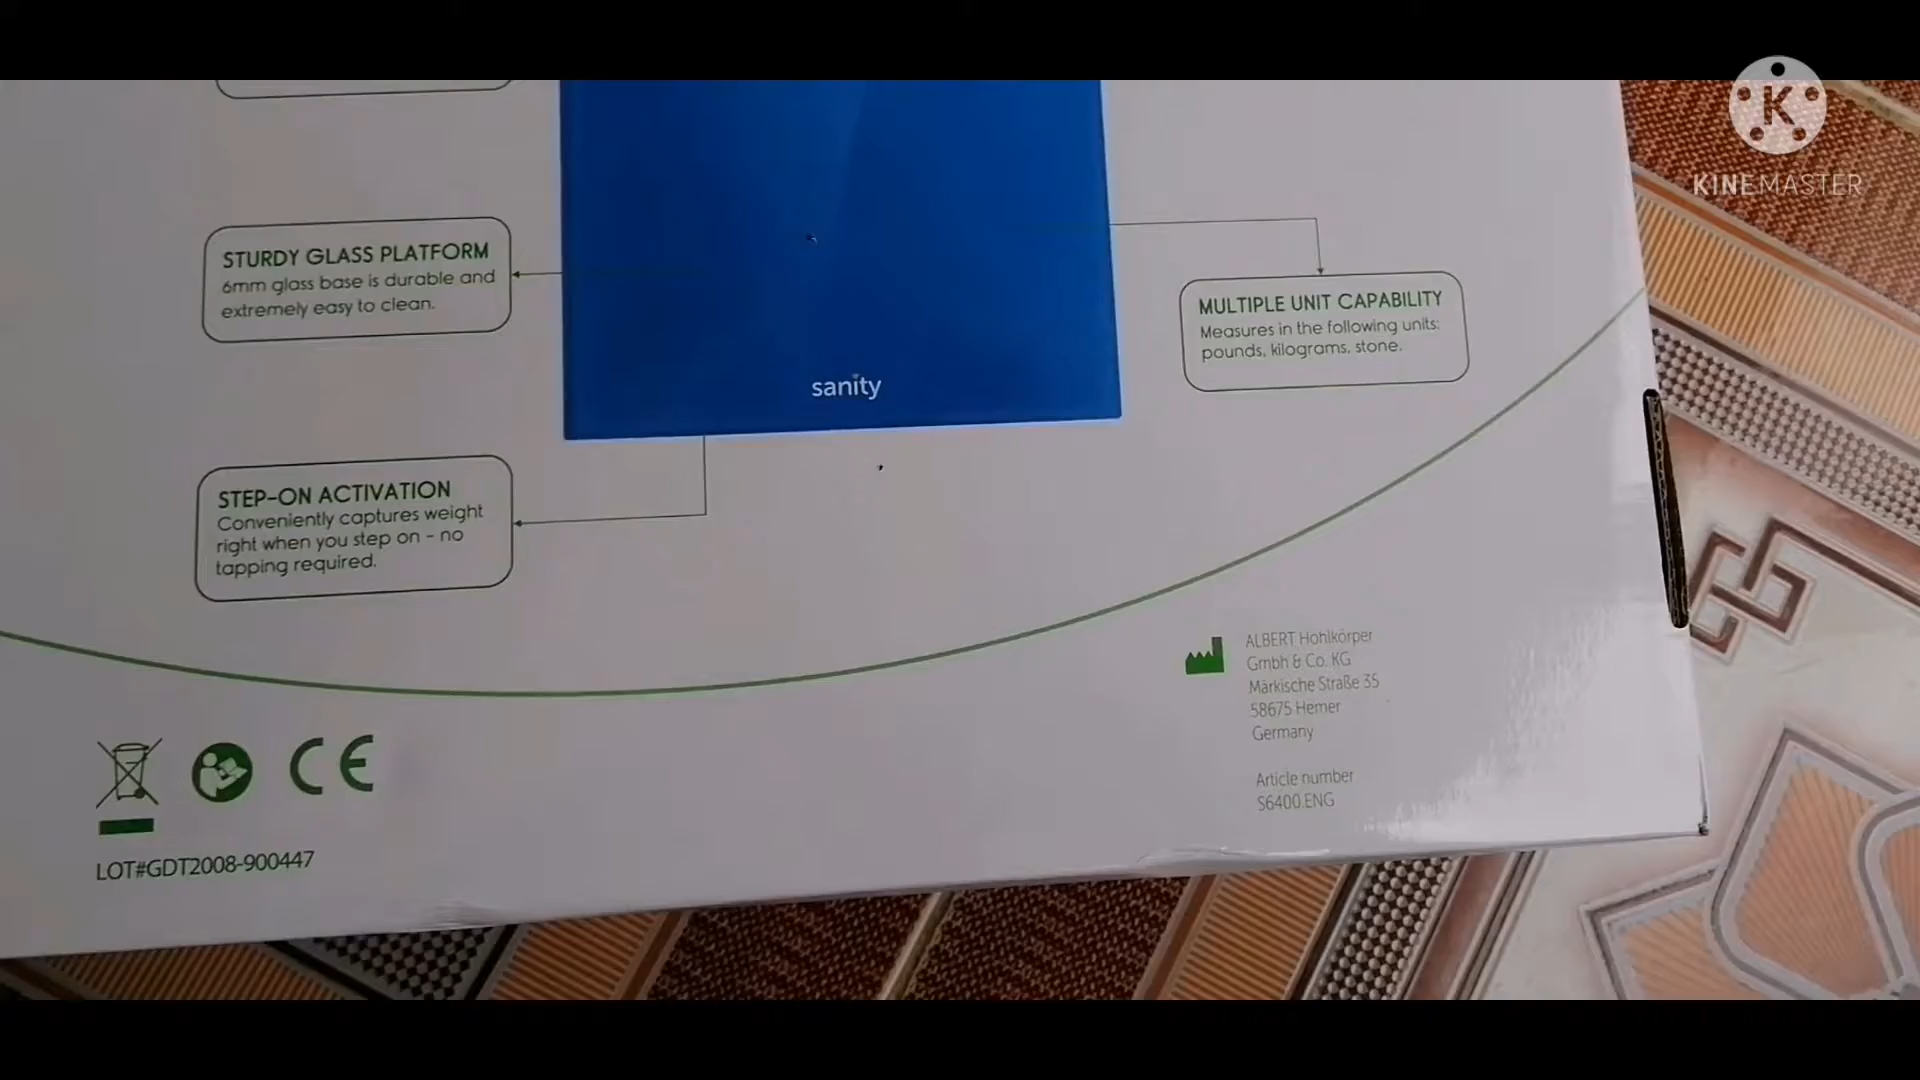 KINEMASTER
STURDY GLASS PLATFORM
6mm glass base is durable and
extremely easy to clean.
MULTIPLE UNIT CAPABILITY
Measures in the following units:
pounds, kilograms, stone.
sanity
STEP-ON ACTIVATION
Conveniently captures weight
right when you step on - no
tapping required.
ALBERT Hohlkörper
Gmbh & Co. KG
Märkische Straße 35
58675 Hemer
Germany
Article number
S6400.ENG
CE
LOT#GDT2008-900447